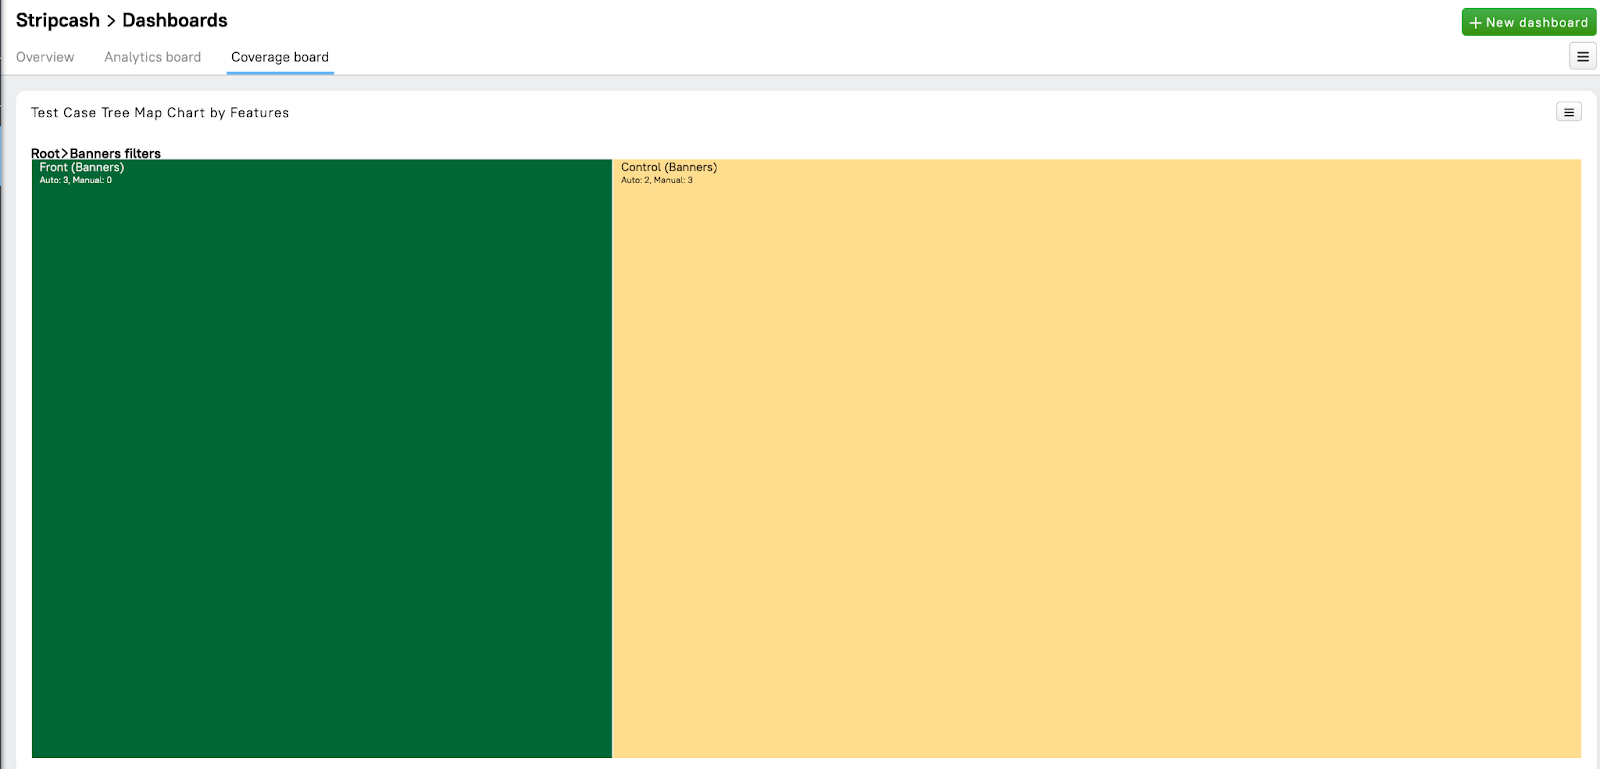 Stripcash > Dashboards
+ New dashboard
Overview Analytics board Coverage board
Test Case Tree Map Chart by Features
Root>Banners filters
Front (Banners)
Auto: 3, Manual: 0
Control (Banners)
Auto: 2, Manual: 3